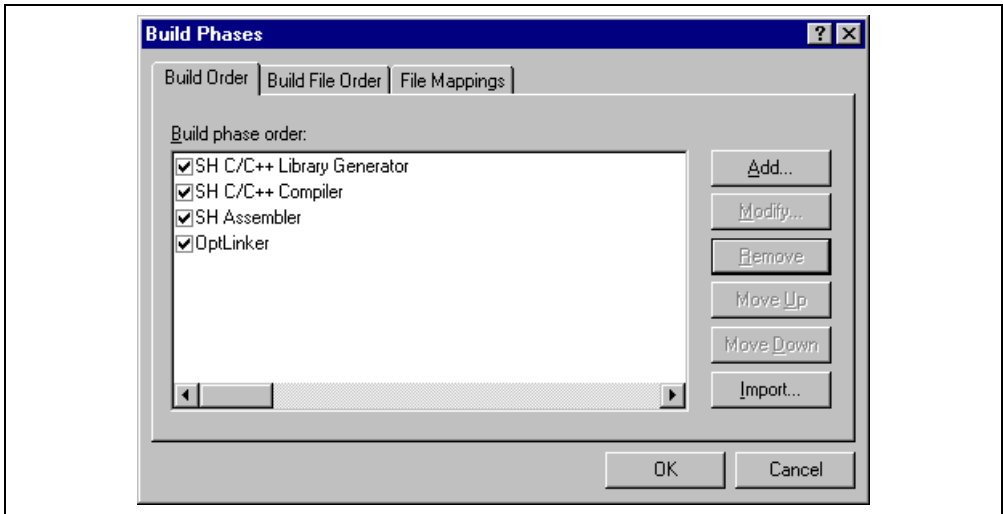 Build Phases
Build Order
Build File Order
File Mappings
Build phase order:
SH C/C++ Library Generator
SH C/C++ Compiler
SH Assembler
OptLinker
Add...
Modify...
Remove
Move Up
Move Down
Import...
OK
Cancel